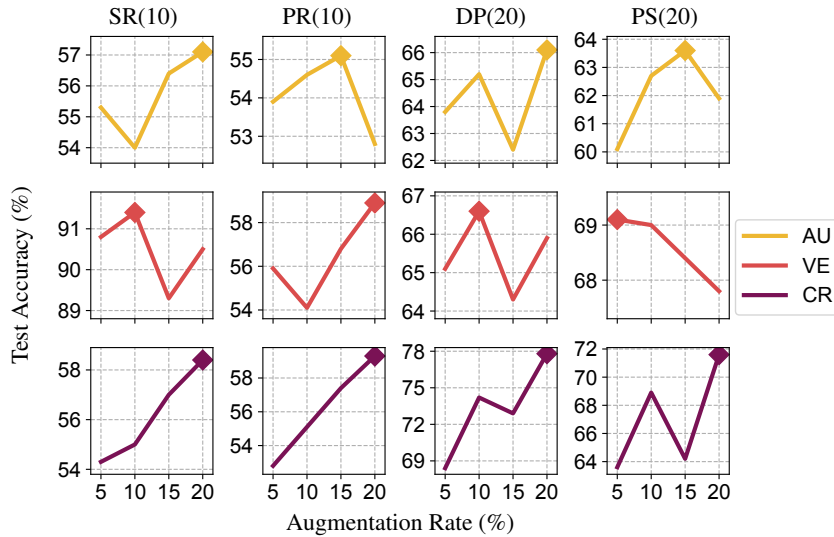 SR(10) PR(10) DP(20) PS(20)
57 55 66 64
56 65 63
55 54 64 62
54 53 63 61
62 60
91 58 67 69
90 56 66 68
89 54 65
64
58 58 78 72
56 56 75 70
54 54 72 68
69 66
64
5 10 15 20 5 10 15 20 5 10 15 20 5 10 15 20
Test Accuracy (%)
Augmentation Rate (%)
AU
VE
CR